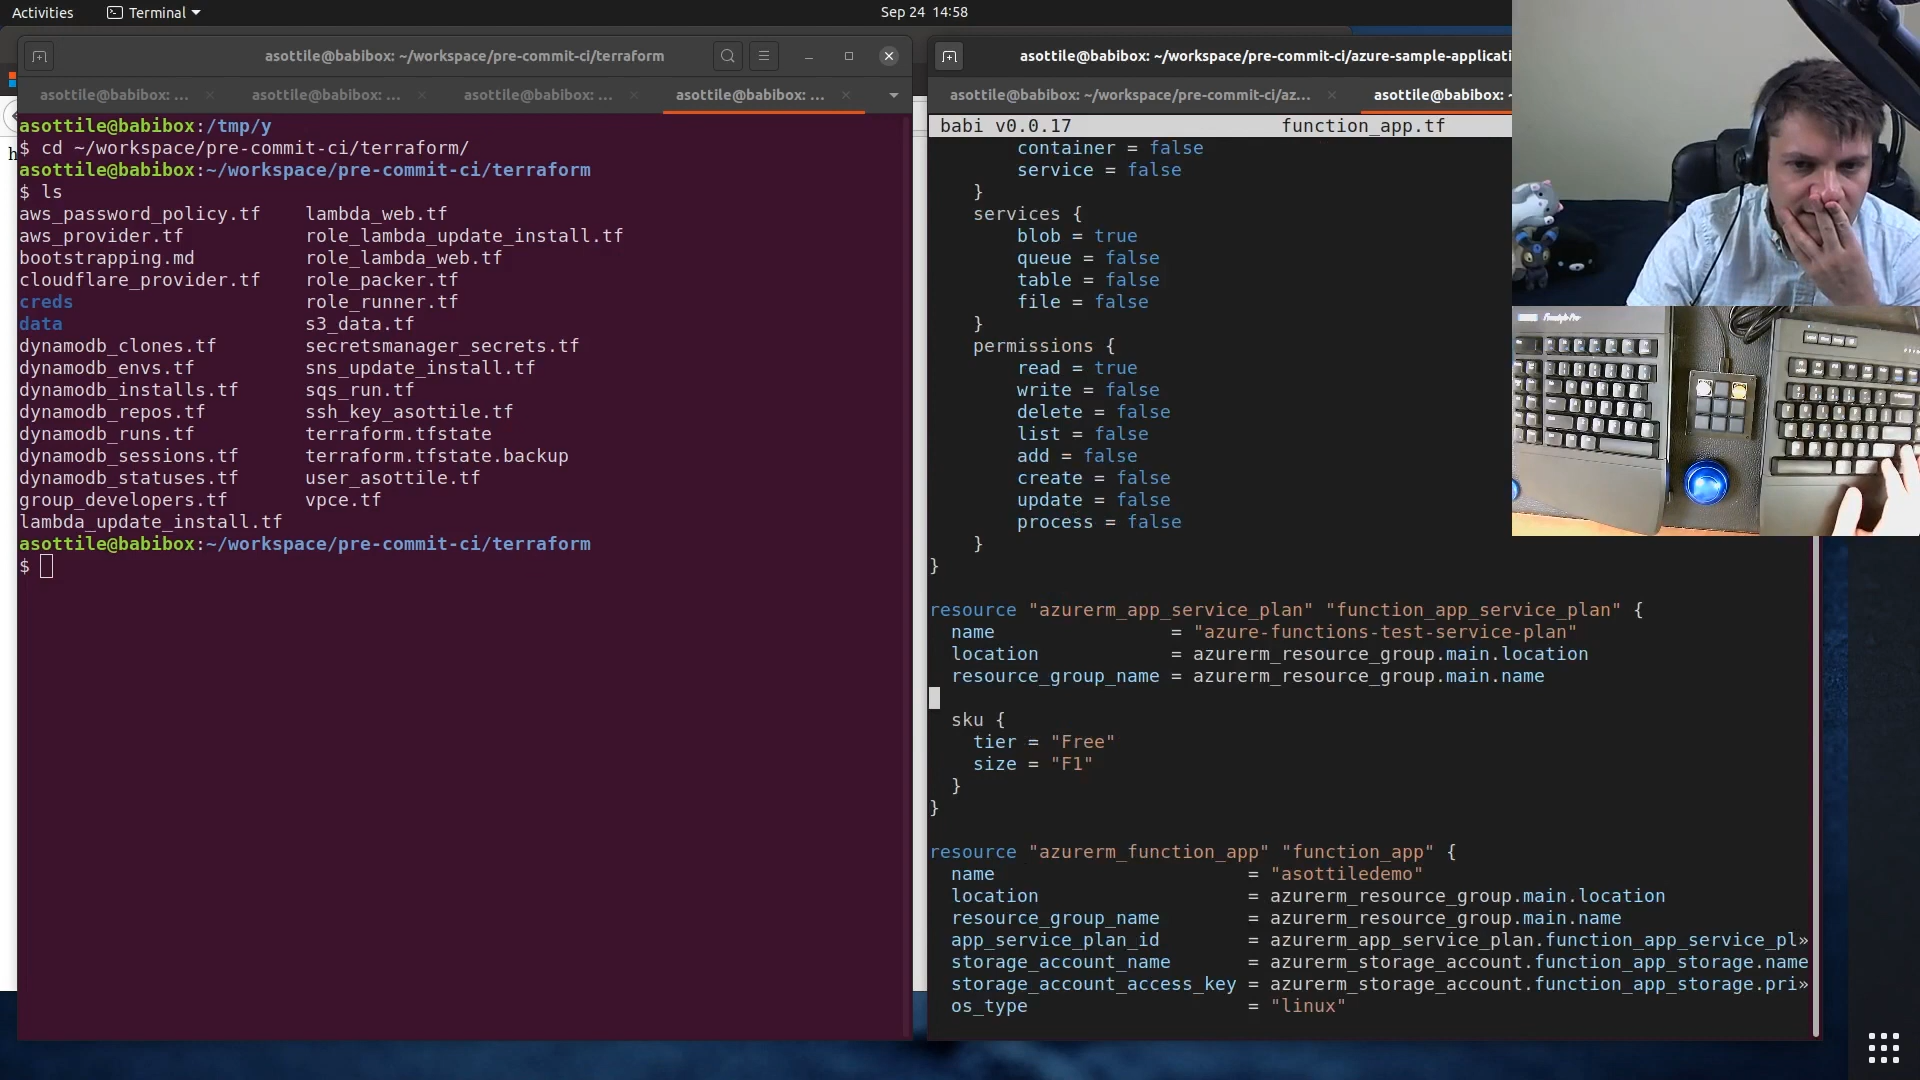 Activities
Terminal
Sep 24 14:58
asottile@babibox: ~/workspace/pre-commit-ci/terraform
asottile@babibox: ...
asottile@babibox: ...
asottile@babibox: ...
asottile@babibox: ...
asottile@babibox:/tmp/y
$ cd ~/workspace/pre-commit-ci/terraform/
asottile@babibox:~/workspace/pre-commit-ci/terraform
$ ls
aws_password_policy.tf lambda_web.tf
aws_provider.tf role_lambda_update_install.tf
bootstrapping.md role_lambda_web.tf
cloudflare_provider.tf role_packer.tf
creds role_runner.tf
data s3_data.tf
dynamodb_clones.tf secretsmanager_secrets.tf
dynamodb_envs.tf sns_update_install.tf
dynamodb_installs.tf sqs_run.tf
dynamodb_repos.tf ssh_key_asottile.tf
dynamodb_runs.tf terraform.tfstate
dynamodb_sessions.tf terraform.tfstate.backup
dynamodb_statuses.tf user_asottile.tf
group_developers.tf vpce.tf
lambda_update_install.tf
asottile@babibox:~/workspace/pre-commit-ci/terraform
$
asottile@babibox: ~/workspace/pre-commit-ci/azure-sample-applicati
asottile@babibox: ~/workspace/pre-commit-ci/az...
asottile@babibox: ~
babi v0.0.17 function_app.tf
container = false
service = false
}
services {
blob = true
queue = false
table = false
file = false
}
permissions {
read = true
write = false
delete = false
list = false
add = false
create = false
update = false
process = false
}
}
resource "azurerm_app_service_plan" "function_app_service_plan" {
name = "azure-functions-test-service-plan"
location = azurerm_resource_group.main.location
resource_group_name = azurerm_resource_group.main.name
sku {
tier = "Free"
size = "F1"
}
}
resource "azurerm_function_app" "function_app" {
name = "asottiledemo"
location = azurerm_resource_group.main.location
resource_group_name = azurerm_resource_group.main.name
app_service_plan_id = azurerm_app_service_plan.function_app_service_pl»
storage_account_name = azurerm_storage_account.function_app_storage.name
storage_account_access_key = azurerm_storage_account.function_app_storage.pri»
os_type = "linux"